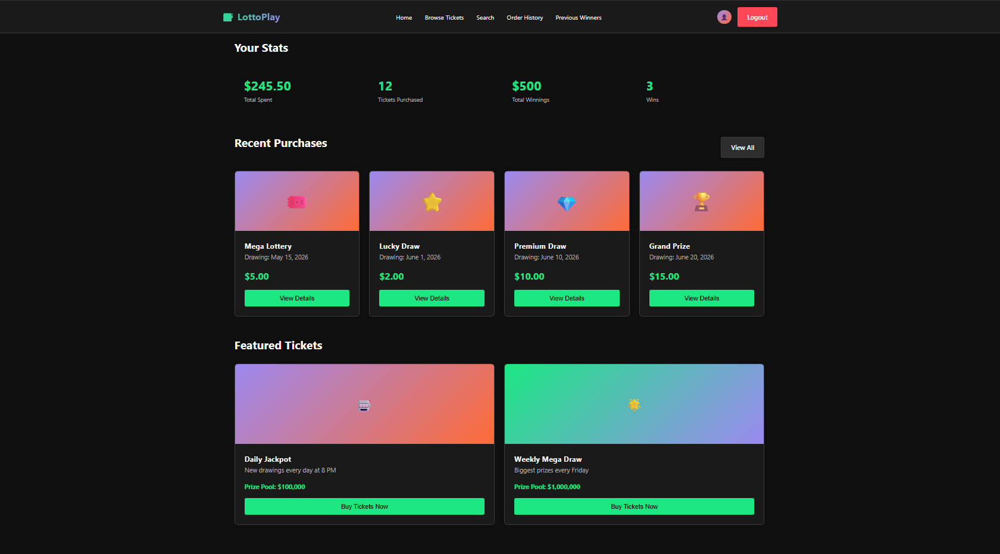 LottoPlay
Home Browse Tickets Search Order History Previous Winners
Logout
Your Stats
$245.50 12 $500 3
Total Spent Tickets Purchased Total Winnings Wins
Recent Purchases
View All
Mega Lottery Lucky Draw Premium Draw Grand Prize
Drawing: May 15, 2026 Drawing: June 1, 2026 Drawing: June 10, 2026 Drawing: June 20, 2026
$5.00 $2.00 $10.00 $15.00
View Details View Details View Details View Details
Featured Tickets
Daily Jackpot Weekly Mega Draw
New drawings every day at 8 PM Biggest prizes every Friday
Prize Pool: $100,000 Prize Pool: $1,000,000
Buy Tickets Now Buy Tickets Now